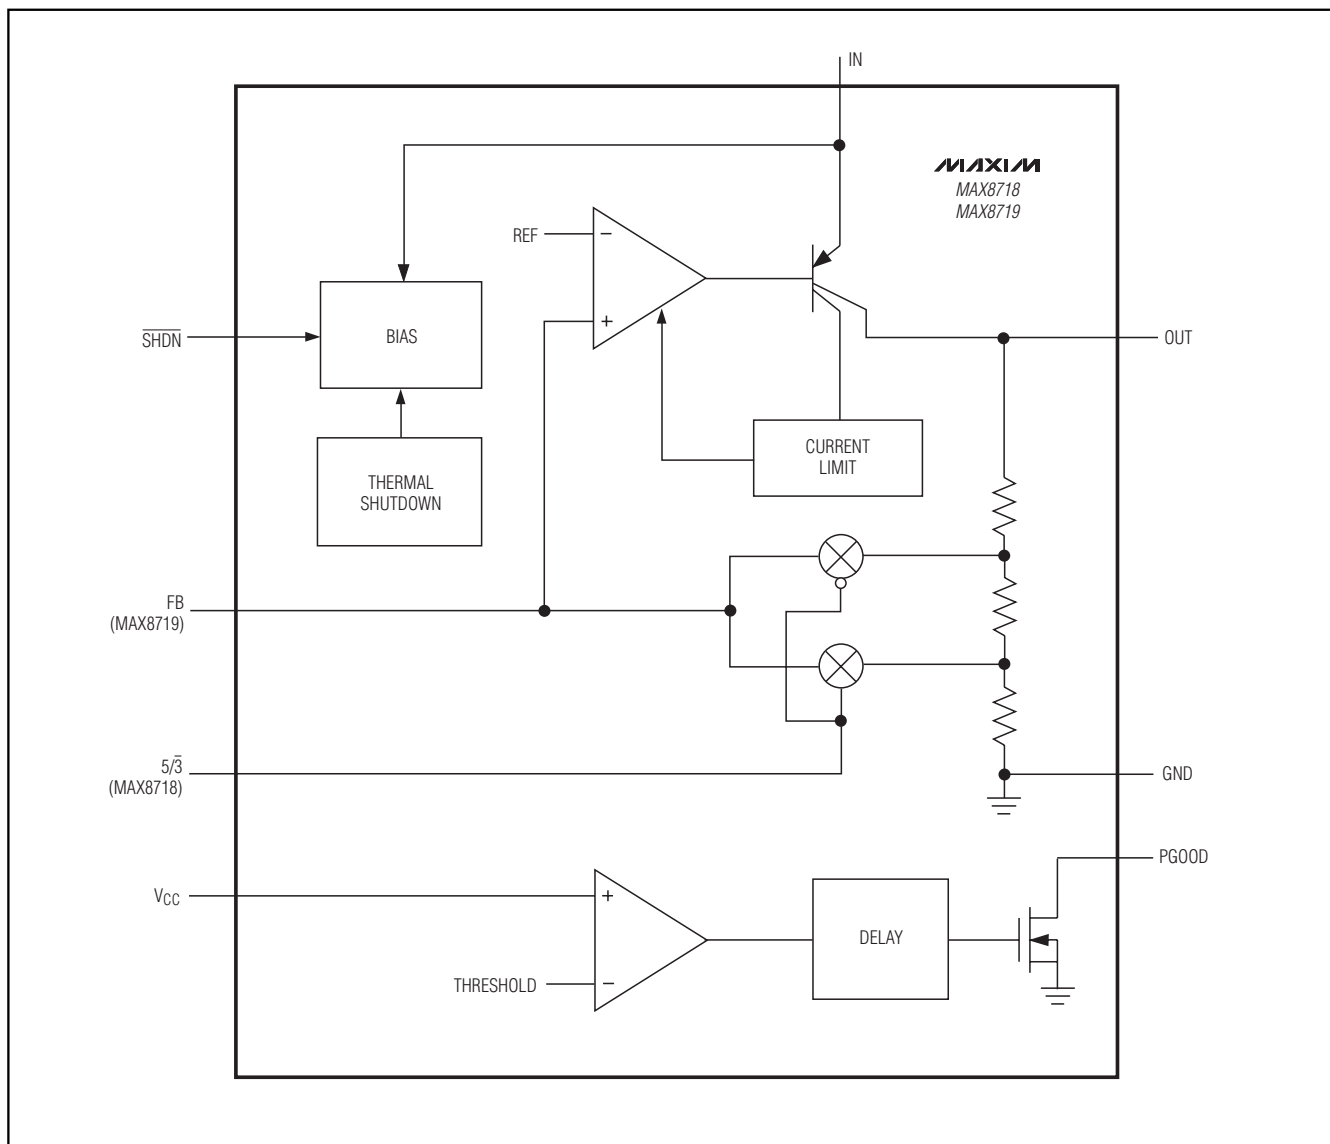 IN
MAXIM
MAX8718
MAX8719
REF
−
+
S̅H̅D̅N̅
BIAS
OUT
CURRENT
LIMIT
THERMAL
SHUTDOWN
FB
(MAX8719)
5/3̅
(MAX8718)
GND
PGOOD
VCC
+
DELAY
THRESHOLD
−